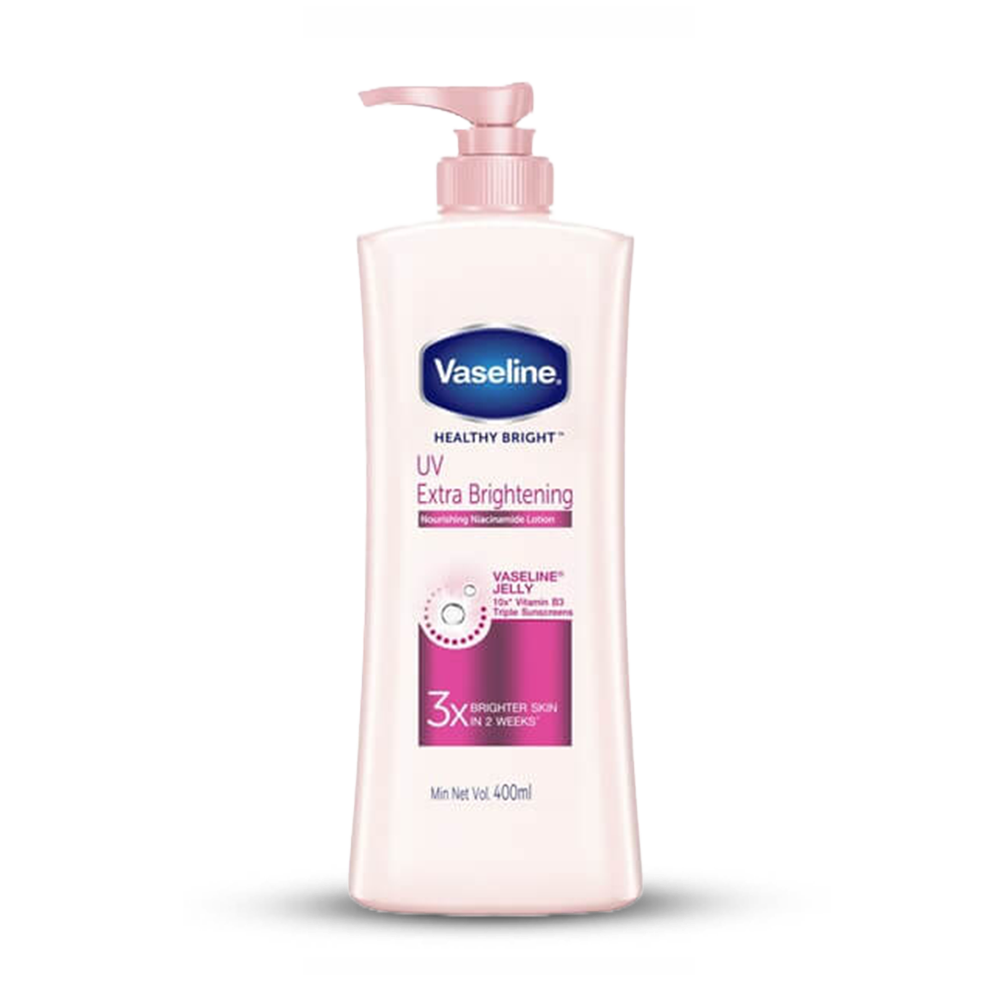 Vaseline®
HEALTHY BRIGHT™
UV
Extra Brightening
Nourishing Niacinamide Lotion
VASELINE®
JELLY
10x* Vitamin B3
Triple Sunscreens
3x BRIGHTER SKIN
IN 2 WEEKS*
Min Net Vol. 400ml